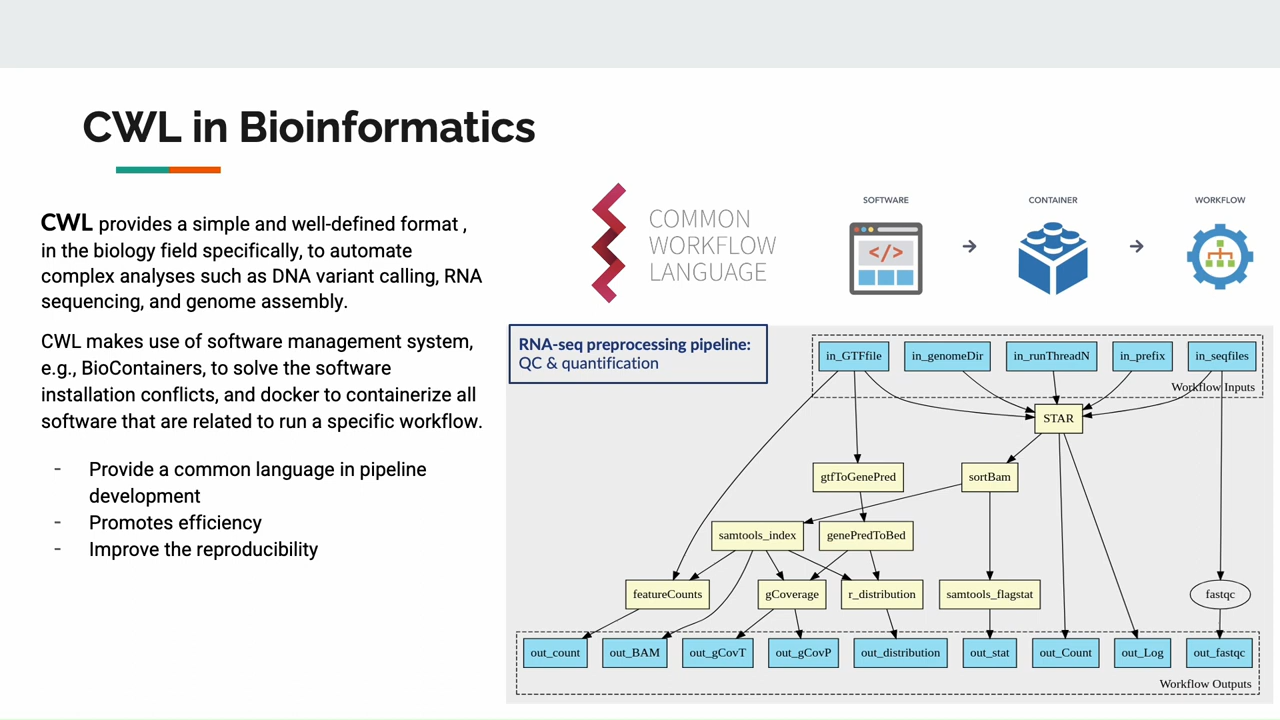 CWL in Bioinformatics
CWL provides a simple and well-defined format ,
in the biology field specifically, to automate
complex analyses such as DNA variant calling, RNA
sequencing, and genome assembly.
CWL makes use of software management system,
e.g., BioContainers, to solve the software
installation conflicts, and docker to containerize all
software that are related to run a specific workflow.
- Provide a common language in pipeline
development
- Promotes efficiency
- Improve the reproducibility
COMMON
WORKFLOW
LANGUAGE
SOFTWARE
</>
CONTAINER
WORKFLOW
RNA-seq preprocessing pipeline:
QC & quantification
in_GTFfile
in_genomeDir
in_runThreadN
in_prefix
in_seqfiles
Workflow Inputs
STAR
gtfToGenePred
sortBam
samtools_index
genePredToBed
featureCounts
gCoverage
r_distribution
samtools_flagstat
fastqc
out_count
out_BAM
out_gCovT
out_gCovP
out_distribution
out_stat
out_Count
out_Log
out_fastqc
Workflow Outputs